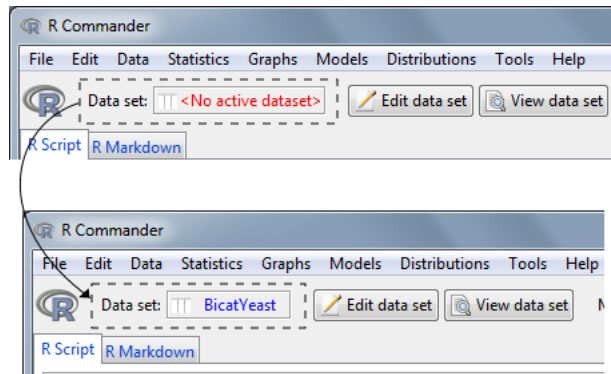 R Commander
File Edit Data Statistics Graphs Models Distributions Tools Help
R Data set: <No active dataset> Edit data set View data set
R Script R Markdown
R Commander
File Edit Data Statistics Graphs Models Distributions Tools Help
R Data set: BicatYeast Edit data set View data set
R Script R Markdown